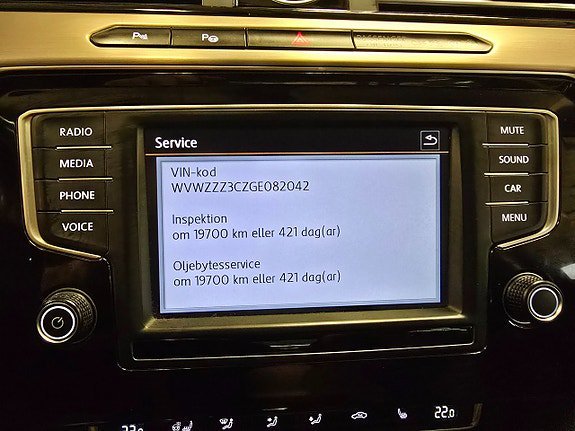 RADIO
MEDIA
PHONE
VOICE
Service
VIN-kod
WVWZZZ3CZGE082042
Inspektion
om 19700 km eller 421 dag(ar)
Oljebytesservice
om 19700 km eller 421 dag(ar)
MUTE
SOUND
CAR
MENU
22.0